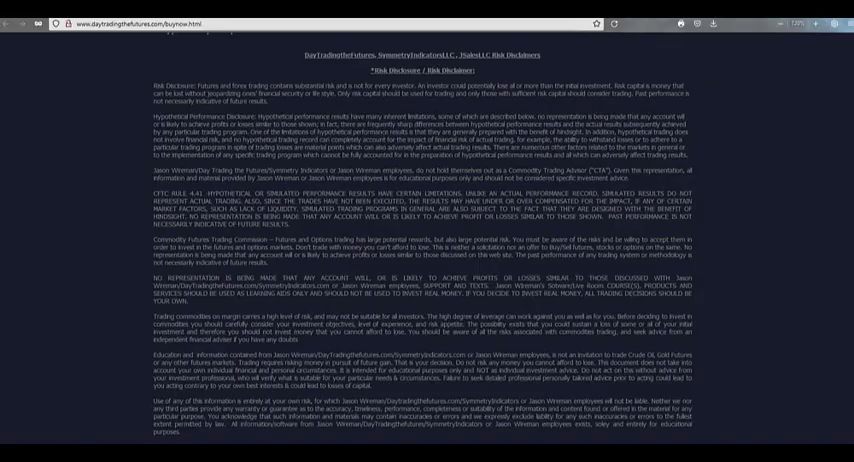 www.daytradingthefutures.com/buynow.html
120%
DayTradingtheFutures, SymmetryIndicatorsLLC, JSalesLLC Risk Disclaimers
*Risk Disclosure / Risk Disclaimer:
Risk Disclosure: Futures and forex trading contains substantial risk and is not for every investor. An investor could potentially lose all or more than the initial investment. Risk capital is money that
can be lost without jeopardizing ones' financial security or life style. Only risk capital should be used for trading and only those with sufficient risk capital should consider trading. Past performance is
not necessarily indicative of future results.
Hypothetical Performance Disclosure: Hypothetical performance results have many inherent limitations, some of which are described below. no representation is being made that any account will
or is likely to achieve profits or losses similar to those shown; in fact, there are frequently sharp differences between hypothetical performance results and the actual results subsequently achieved
by any particular trading program. One of the limitations of hypothetical performance results is that they are generally prepared with the benefit of hindsight. In addition, hypothetical trading does
not involve financial risk, and no hypothetical trading record can completely account for the impact of financial risk of actual trading. for example, the ability to withstand losses or to adhere to a
particular trading program in spite of trading losses are material points which can also adversely affect actual trading results. There are numerous other factors related to the markets in general or
to the implementation of any specific trading program which cannot be fully accounted for in the preparation of hypothetical performance results and all which can adversely affect trading results.
Jason Wireman/Day Trading the Futures/Symmetry Indicators or Jason Wireman employees, do not hold themselves out as a Commodity Trading Advisor ("CTA"). Given this representation, all
information and material provided by Jason Wireman or Jason Wireman employees is for educational purposes only and should not be considered specific investment advice.
CFTC RULE 4.41 -HYPOTHETICAL OR SIMULATED PERFORMANCE RESULTS HAVE CERTAIN LIMITATIONS. UNLIKE AN ACTUAL PERFORMANCE RECORD, SIMULATED RESULTS DO NOT
REPRESENT ACTUAL TRADING. ALSO, SINCE THE TRADES HAVE NOT BEEN EXECUTED, THE RESULTS MAY HAVE UNDER OR OVER COMPENSATED FOR THE IMPACT, IF ANY, OF CERTAIN
MARKET FACTORS, SUCH AS LACK OF LIQUIDITY. SIMULATED TRADING PROGRAMS IN GENERAL ARE ALSO SUBJECT TO THE FACT THAT THEY ARE DESIGNED WITH THE BENEFIT OF
HINDSIGHT. NO REPRESENTATION IS BEING MADE THAT ANY ACCOUNT WILL OR IS LIKELY TO ACHIEVE PROFIT OR LOSSES SIMILAR TO THOSE SHOWN. PAST PERFORMANCE IS NOT
NECESSARILY INDICATIVE OF FUTURE RESULTS.
Commodity Futures Trading Commission – Futures and Options trading has large potential rewards, but also large potential risk. You must be aware of the risks and be willing to accept them in
order to invest in the futures and options markets. Don't trade with money you can't afford to lose. This is neither a solicitation not an offer to Buy/Sell futures, stocks or options on the same. No
representation is being made that any account will or is likely to achieve profits or losses similar to those discussed on this web site. The past performance of any trading system or methodology is
not necessarily indicative of future results.
NO REPRESENTATION IS BEING MADE THAT ANY ACCOUNT WILL, OR IS LIKELY TO ACHIEVE PROFITS OR LOSSES SIMILAR TO THOSE DISCUSSED WITH Jason
Wireman/DayTradingthefutures.com/SymmetryIndicators.com or Jason Wireman employees, SUPPORT AND TEXTS. Jason Wireman's Sotware/Live Room COURSE(S), PRODUCTS AND
SERVICES SHOULD BE USED AS LEARNING AIDS ONLY AND SHOULD NOT BE USED TO INVEST REAL MONEY. IF YOU DECIDE TO INVEST REAL MONEY, ALL TRADING DECISIONS SHOULD BE
YOUR OWN.
Trading commodities on margin carries a high level of risk, and may not be suitable for all investors. The high degree of leverage can work against you as well as for you. Before deciding to invest in
commodities you should carefully consider your investment objectives, level of experience, and risk appetite. The possibility exists that you could sustain a loss of some or all of your initial
investment and therefore you should not invest money that you cannot afford to lose. You should be aware of all the risks associated with commodities trading, and seek advice from an
independent financial adviser if you have any doubts
Education and information contained from Jason Wireman/DayTradingthefutures.com/SymmetryIndicators.com or Jason Wireman employees, is not an invitation to trade Crude Oil, Gold Futures
or any other futures markets. Trading requires risking money in pursuit of future gain. That is your decision. Do not risk any money you cannot afford to lose. This document does not take into
account your own individual financial and personal circumstances. It is intended for educational purposes only and NOT as individual investment advice. Do not act on this without advice from
your investment professional, who will verify what is suitable for your particular needs & circumstances. Failure to seek detailed professional personally tailored advice prior to acting could lead to
you acting contrary to your own best interests & could lead to losses of capital.
Use of any of this information is entirely at your own risk, for which Jason Wireman/DayTradingthefutures.com/SymmetryIndicators or Jason Wireman employees will not be liable. Neither we nor
any third parties provide any warranty or guarantee as to the accuracy, timeliness, performance, completeness or suitability of the information and content found or offered in the material for any
particular purpose. You acknowledge that such information and materials may contain inaccuracies or errors and we expressly exclude liability for any such inaccuracies or errors to the fullest
extent permitted by law. All information/software from Jason Wireman/DayTradingthefutures/SymmetryIndicators or Jason Wireman employees exists, soley and entirely for educational
purposes.